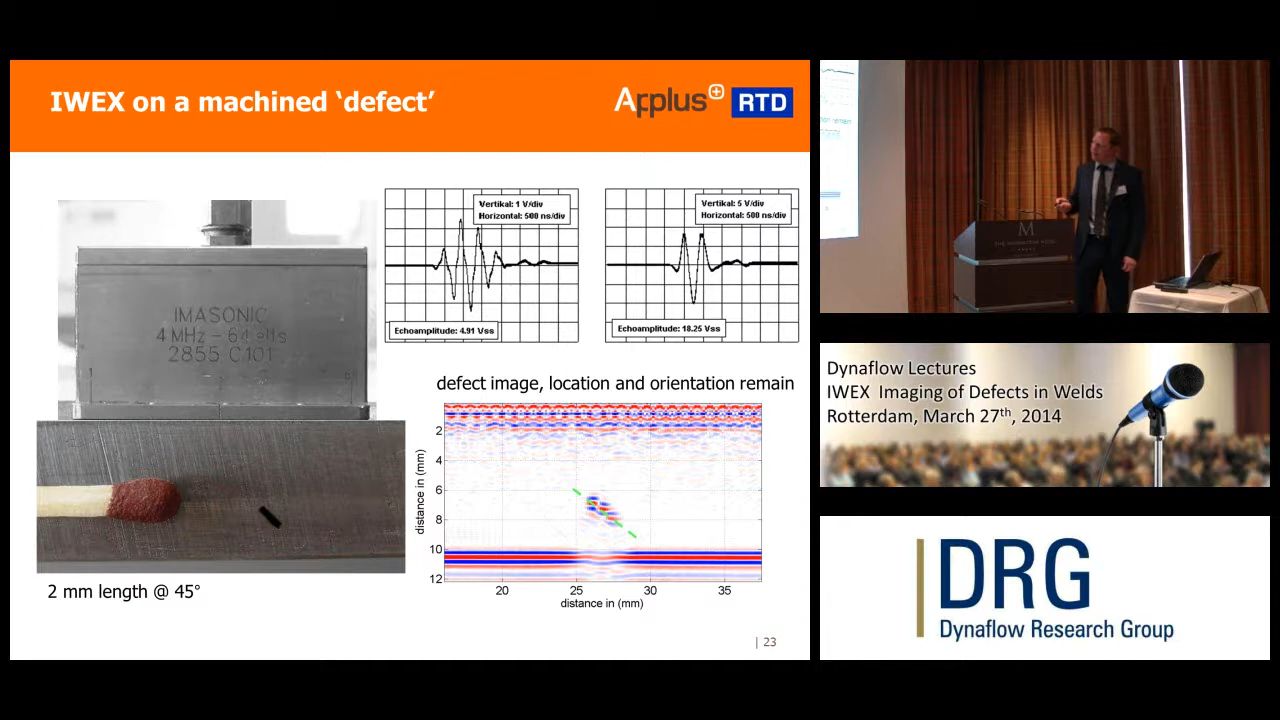 IWEX on a machined ‘defect’
Applus+ RTD
IMASONIC
4 MHz - 64 elts
2855 C101
1
Vertikal: 1 V/div
Horizontal: 500 ns/div
Echoamplitude: 4.91 Vss
Vertikal: 5 V/div
Horizontal: 500 ns/div
Echoamplitude: 18.25 Vss
2 mm length @ 45°
defect image, location and orientation remain
distance in (mm)
2
4
6
8
10
12
20 25 30 35
distance in (mm)
| 23
M
Dynaflow Lectures
IWEX Imaging of Defects in Welds
Rotterdam, March 27th, 2014
DRG
Dynaflow Research Group